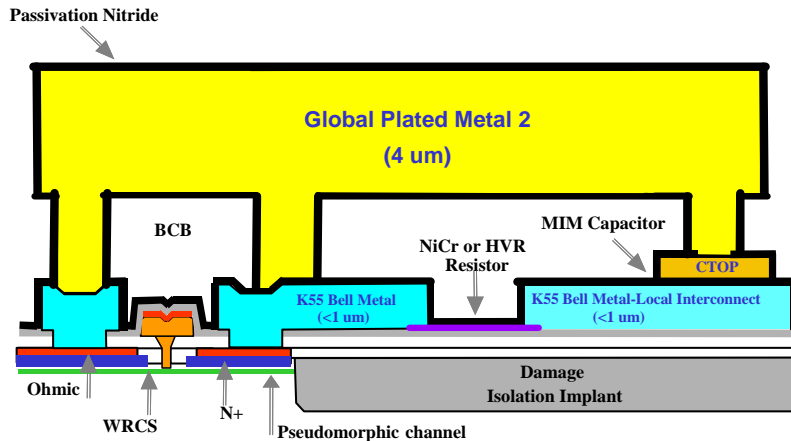 Passivation Nitride
Global Plated Metal 2
(4 um)
BCB
MIM Capacitor
NiCr or HVR
Resistor
CTOP
K55 Bell Metal
(<1 um)
K55 Bell Metal-Local Interconnect
(<1 um)
Ohmic
WRCS
N+
Pseudomorphic channel
Damage
Isolation Implant